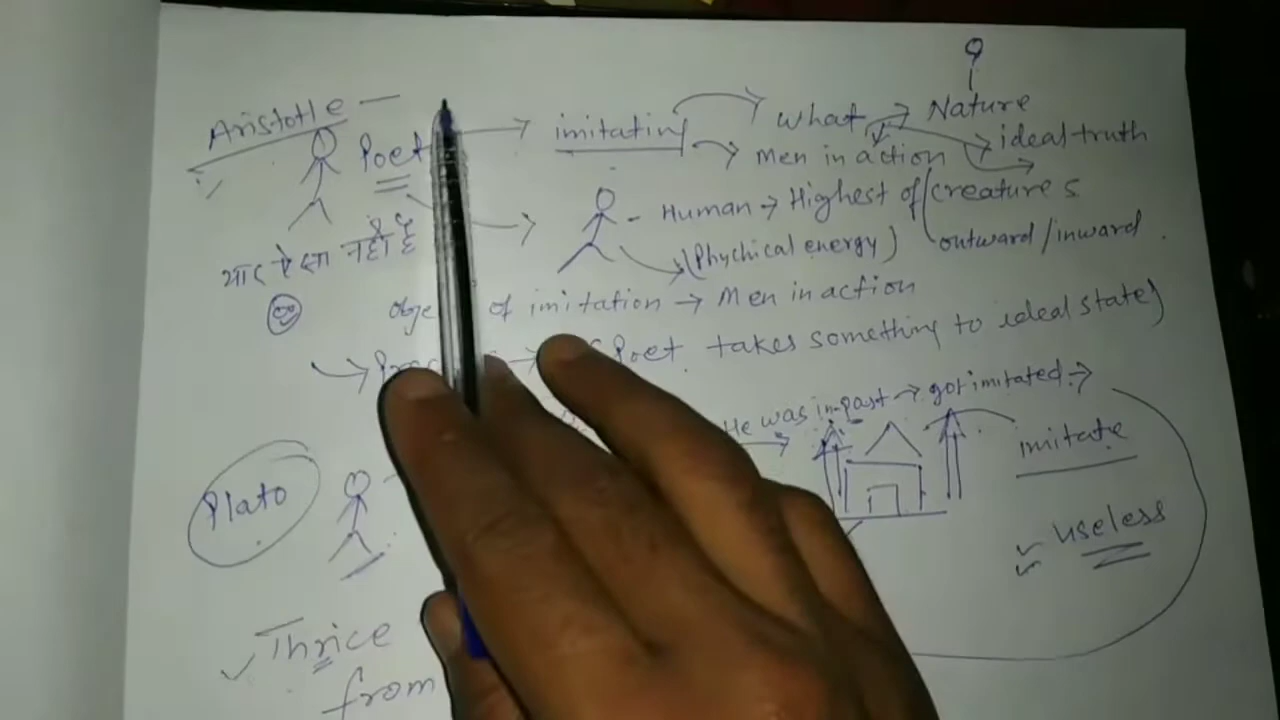 Aristotle –
Poet → imitating → what → Nature
→ ideal truth
→ men in action
- Human → Highest of creatures
(Phychical energy) outward/inward.
भाई ऐसा नहीं है
of imitation → Men in action
Poet takes something to ideal state)
He was in past → got imitated →
imitate
Plato
useless
Thrice
from